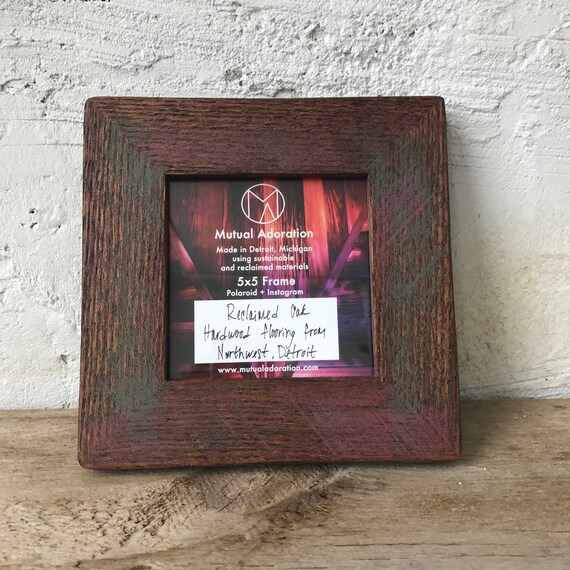 MA
Mutual Adoration
Made in Detroit, Michigan
using sustainable
and reclaimed materials
5x5 Frame
Polaroid + Instagram
Reclaimed Oak
Hardwood flooring from
Northwest, Detroit
www.mutualadoration.com